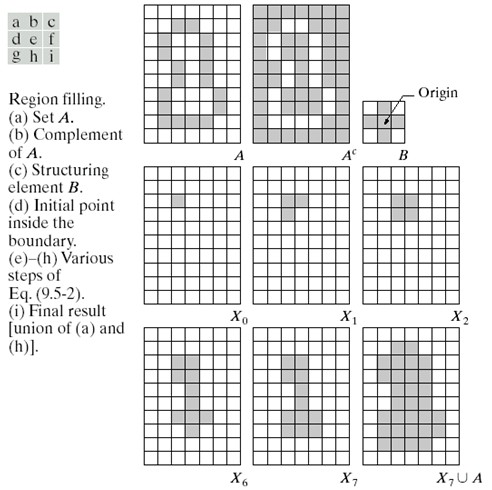 a b c
d e f
g h i
Region filling.
(a) Set A.
(b) Complement
of A.
(c) Structuring
element B.
(d) Initial point
inside the
boundary.
(e)–(h) Various
steps of
Eq. (9.5-2).
(i) Final result
[union of (a) and
(h)].
Origin
A
Aᶜ
B
X₀
X₁
X₂
X₆
X₇
X₇ ∪ A